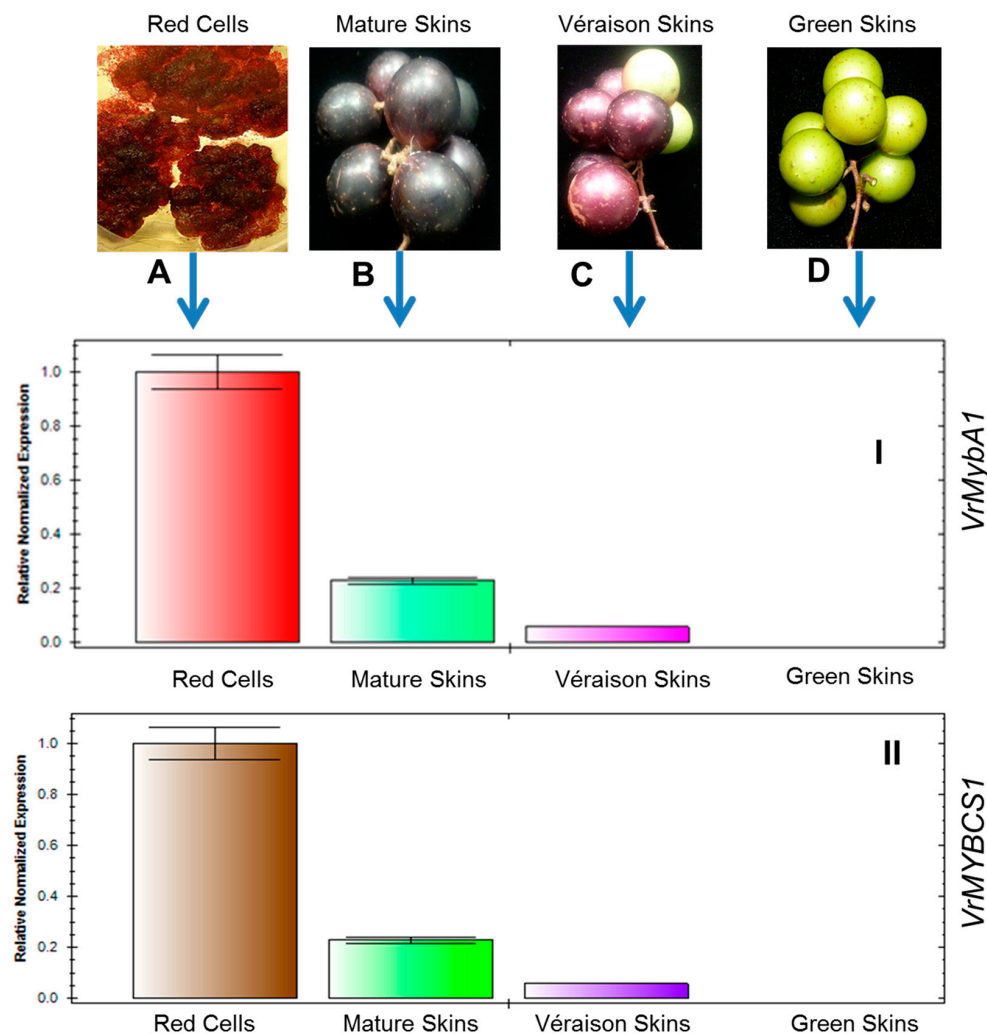 Red Cells Mature Skins Véraison Skins Green Skins
A B C D
Relative Normalized Expression
1.0
0.8
0.6
0.4
0.2
0.0
I
VrMybA1
Red Cells Mature Skins Véraison Skins Green Skins
Relative Normalized Expression
1.0
0.8
0.6
0.4
0.2
0.0
II
VrMYBCS1
Red Cells Mature Skins Véraison Skins Green Skins